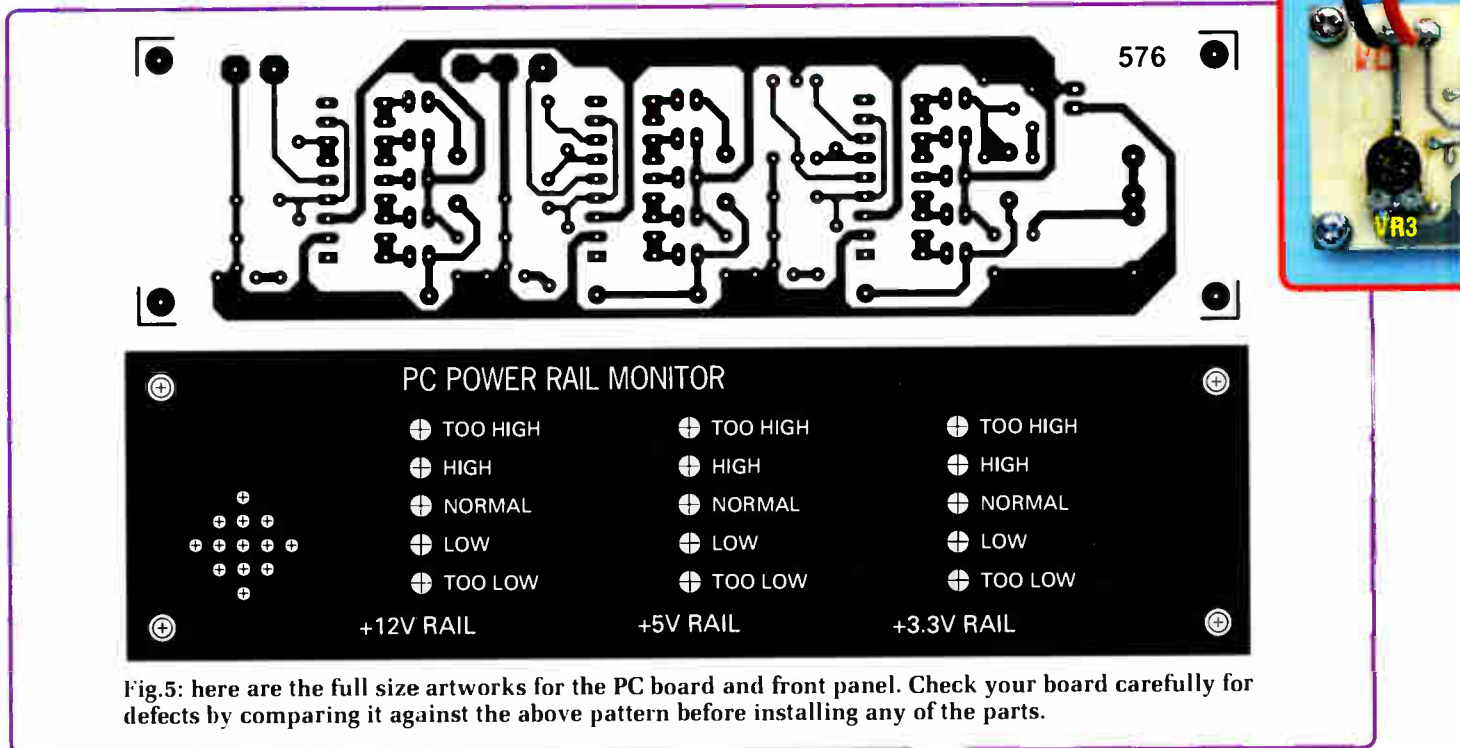 576
VR3
PC POWER RAIL MONITOR
TOO HIGH TOO HIGH TOO HIGH
HIGH HIGH HIGH
NORMAL NORMAL NORMAL
LOW LOW LOW
TOO LOW TOO LOW TOO LOW
+12V RAIL +5V RAIL +3.3V RAIL
Fig.5: here are the full size artworks for the PC board and front panel. Check your board carefully for
defects by comparing it against the above pattern before installing any of the parts.